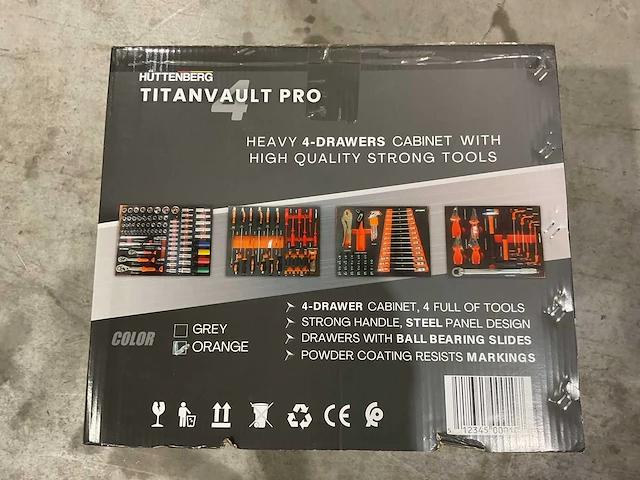 HÜTTENBERG
4
TITANVAULT PRO
HEAVY 4-DRAWERS CABINET WITH
HIGH QUALITY STRONG TOOLS
4-DRAWER CABINET, 4 FULL OF TOOLS
STRONG HANDLE, STEEL PANEL DESIGN
DRAWERS WITH BALL BEARING SLIDES
POWDER COATING RESISTS MARKINGS
COLOR
GREY
ORANGE
CE